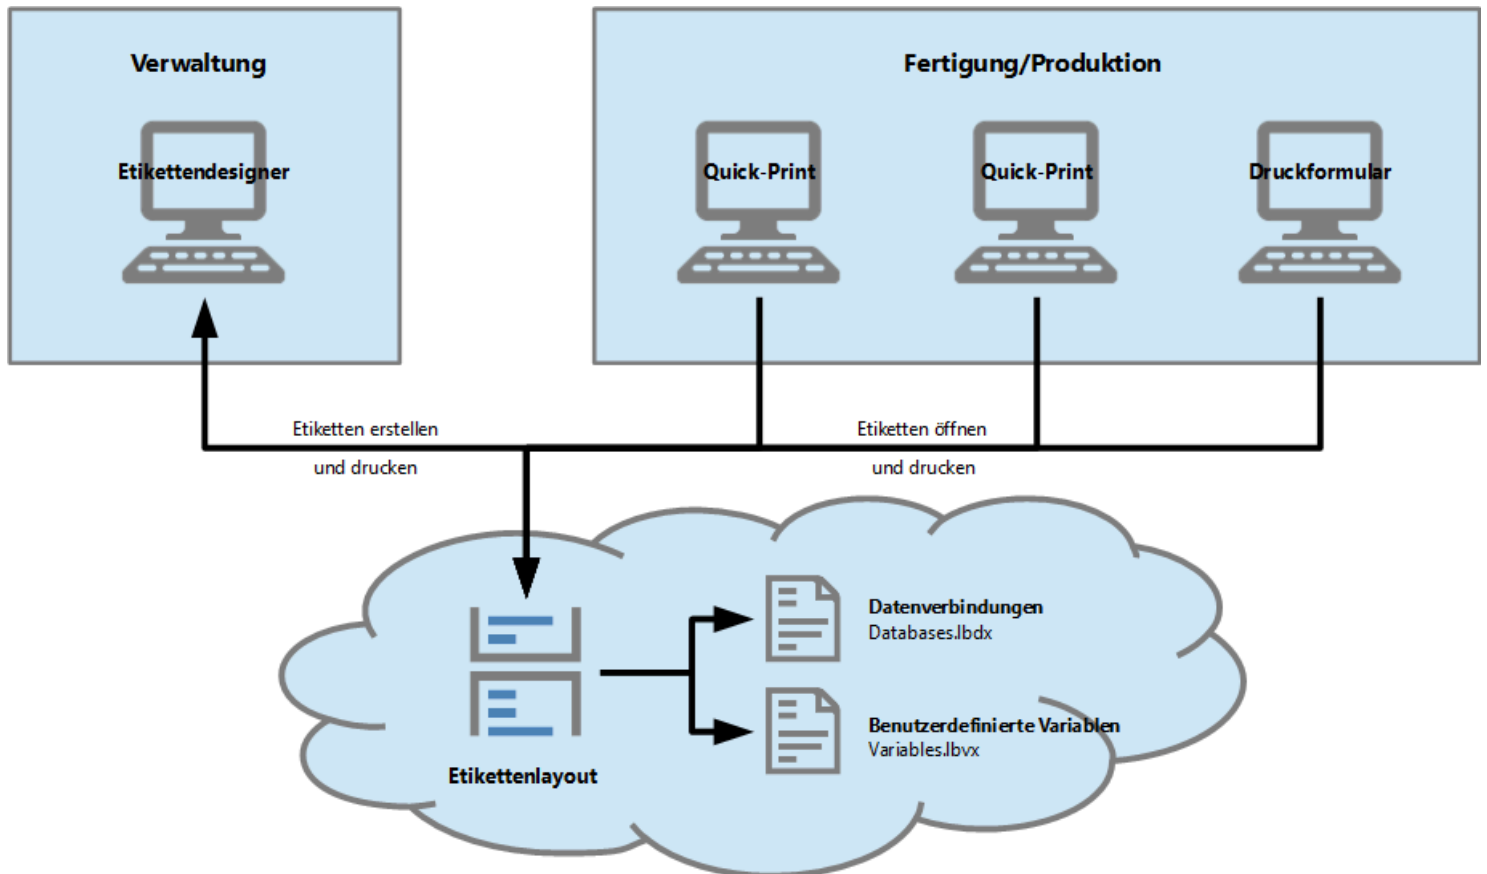 Verwaltung
Fertigung/Produktion
Etikettendesigner
Quick-Print
Quick-Print
Druckformular
Etiketten erstellen
und drucken
Etiketten öffnen
und drucken
Datenverbindungen
Databases.lbdx
Benutzerdefinierte Variablen
Variables.lbvx
Etikettenlayout